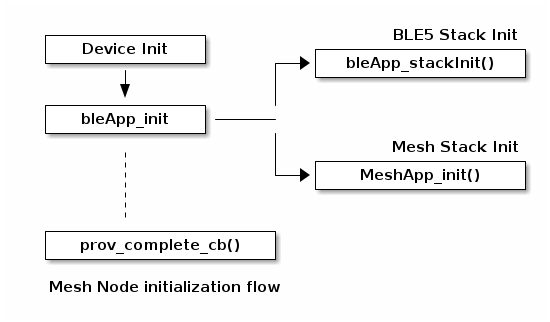 BLE5 Stack Init
Device Init
bleApp_stackInit()
bleApp_init
Mesh Stack Init
MeshApp_init()
prov_complete_cb()
Mesh Node initialization flow